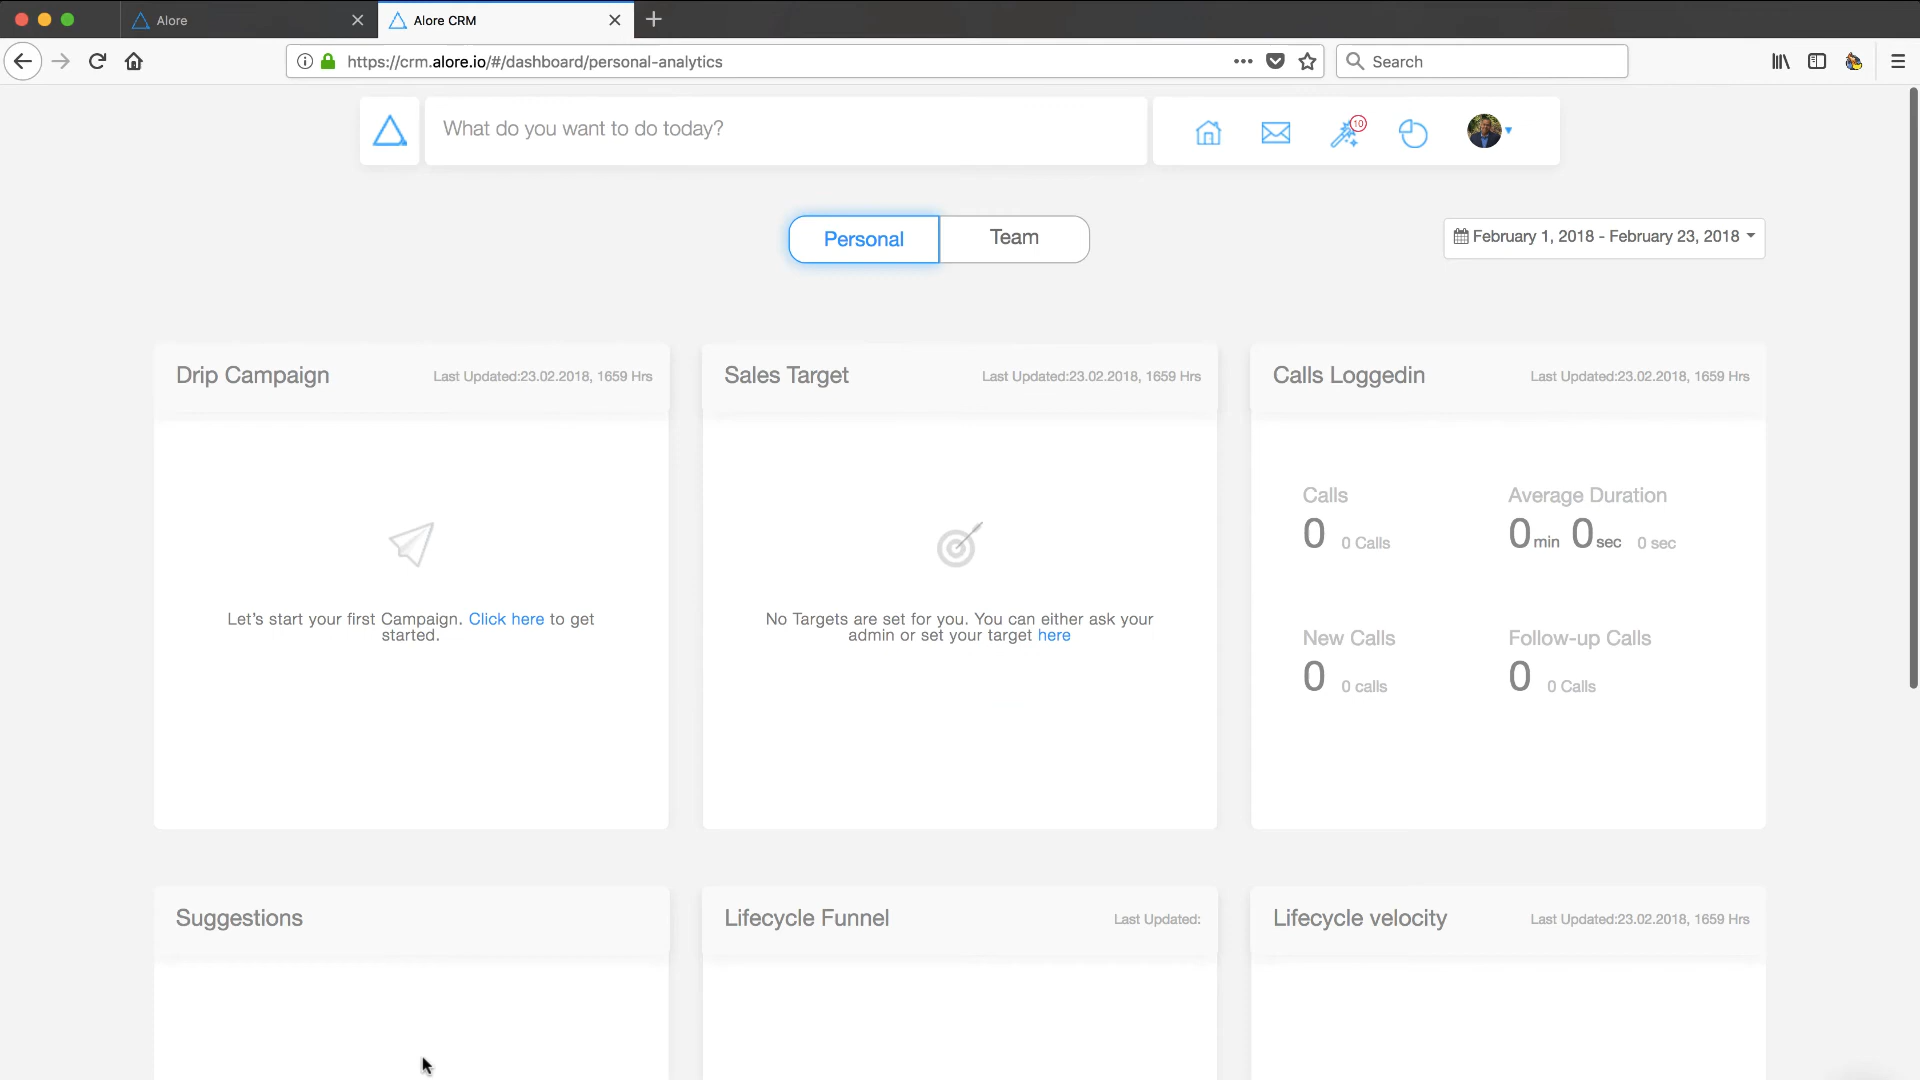 Alore
Alore CRM
https://crm.alore.io/#/dashboard/personal-analytics
Search
What do you want to do today?
10
Personal
Team
February 1, 2018 - February 23, 2018
Drip Campaign
Last Updated:23.02.2018, 1659 Hrs
Let's start your first Campaign. Click here to get
started.
Sales Target
Last Updated:23.02.2018, 1659 Hrs
No Targets are set for you. You can either ask your
admin or set your target here
Calls Loggedin
Last Updated:23.02.2018, 1659 Hrs
Calls
0 0 Calls
Average Duration
0 min 0 sec 0 sec
New Calls
0 0 calls
Follow-up Calls
0 0 Calls
Suggestions
Lifecycle Funnel
Last Updated:
Lifecycle velocity
Last Updated:23.02.2018, 1659 Hrs